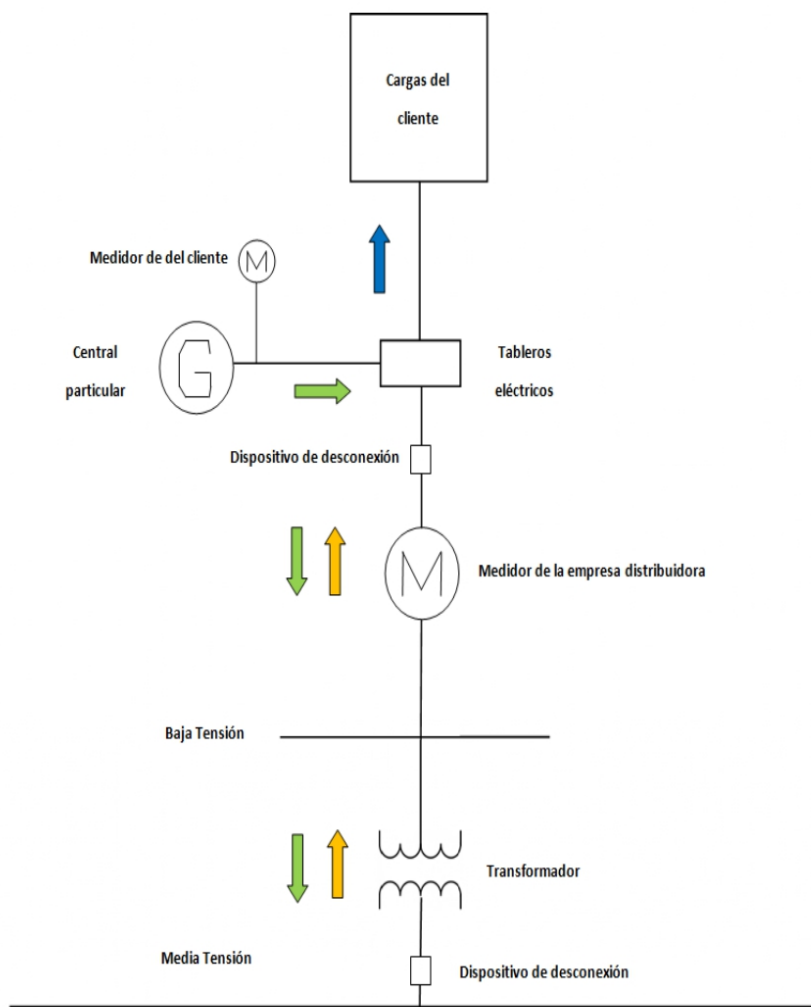 Cargas del
cliente
Medidor de del cliente
M
Central
particular
G
Tableros
eléctricos
Dispositivo de desconexión
M
Medidor de la empresa distribuidora
Baja Tensión
Transformador
Media Tensión
Dispositivo de desconexión